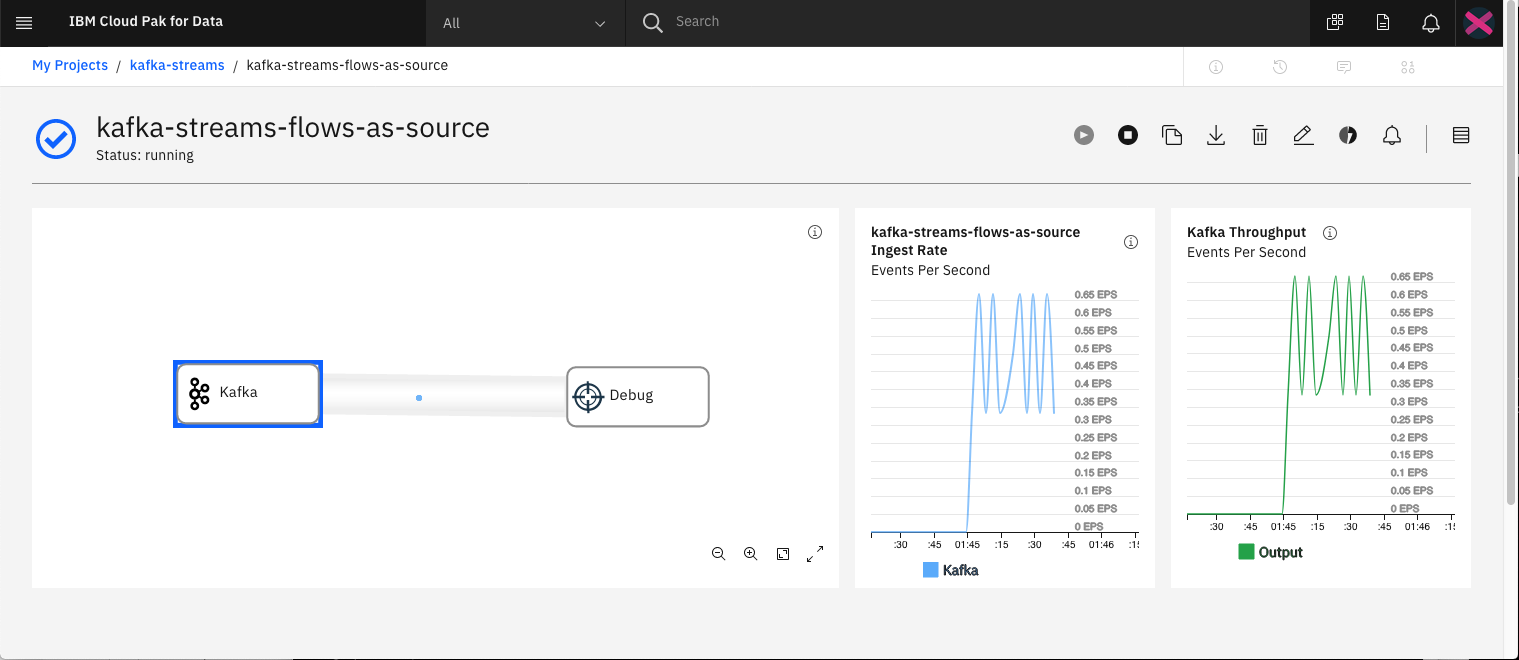 IBM Cloud Pak for Data
All
Search
My Projects / kafka-streams / kafka-streams-flows-as-source
kafka-streams-flows-as-source
Status: running
Kafka
Debug
kafka-streams-flows-as-source
Ingest Rate
Events Per Second
0.65 EPS
0.6 EPS
0.55 EPS
0.5 EPS
0.45 EPS
0.4 EPS
0.35 EPS
0.3 EPS
0.25 EPS
0.2 EPS
0.15 EPS
0.1 EPS
0.05 EPS
0 EPS
:30 :45 01:45 :15 :30 :45 01:46 :15
Kafka
Kafka Throughput
Events Per Second
0.65 EPS
0.6 EPS
0.55 EPS
0.5 EPS
0.45 EPS
0.4 EPS
0.35 EPS
0.3 EPS
0.25 EPS
0.2 EPS
0.15 EPS
0.1 EPS
0.05 EPS
0 EPS
:30 :45 01:45 :15 :30 :45 01:46 :15
Output